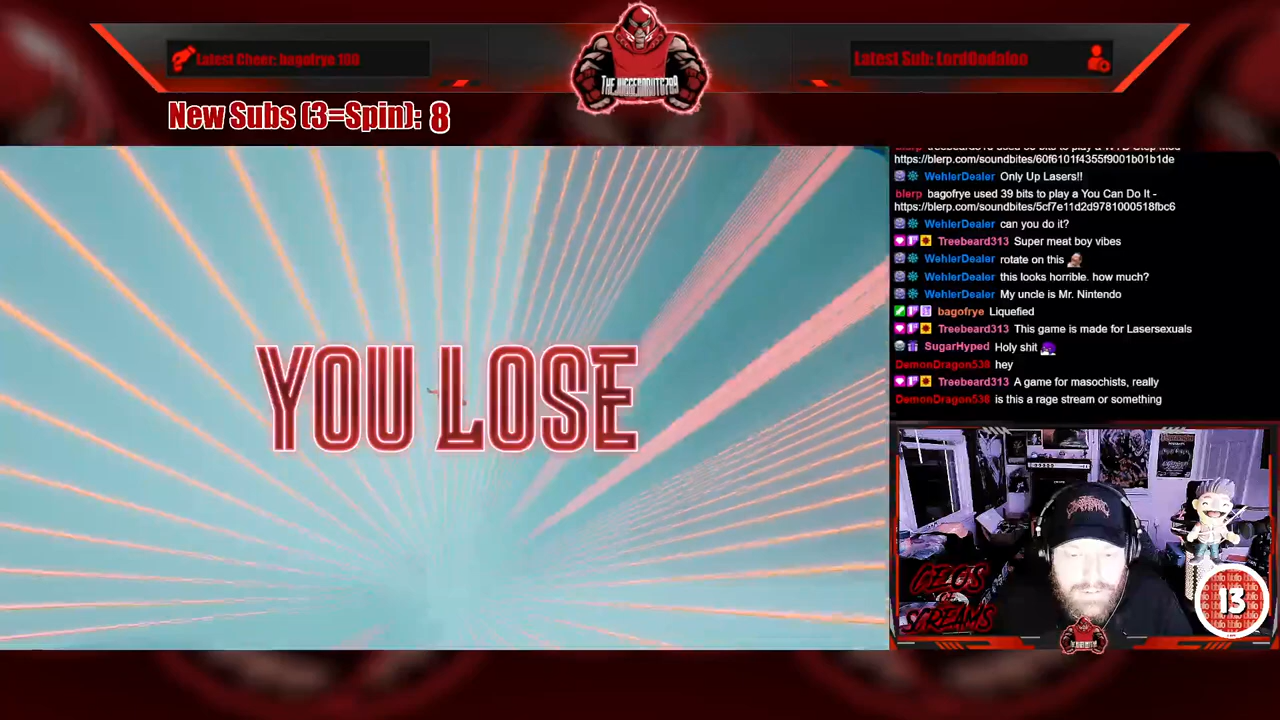 Latest Cheer: bagofrye 100
THEJUGGERNAUT6789
Latest Sub: LordOodaloo
New Subs (3=Spin): 8
https://blerp.com/soundbites/60f6101f4355f9001b01b1de
WehlerDealer Only Up Lasers!!
blerp bagofrye used 39 bits to play a You Can Do It -
https://blerp.com/soundbites/5cf7e11d2d9781000518fbc6
WehlerDealer can you do it?
Treebeard313 Super meat boy vibes
WehlerDealer rotate on this
WehlerDealer this looks horrible. how much?
WehlerDealer My uncle is Mr. Nintendo
bagofrye Liquefied
Treebeard313 This game is made for Lasersexuals
SugarHyped Holy shit
DemonDragon538 hey
Treebeard313 A game for masochists, really
DemonDragon538 is this a rage stream or something
YOU LOSE
SCREAMS
13